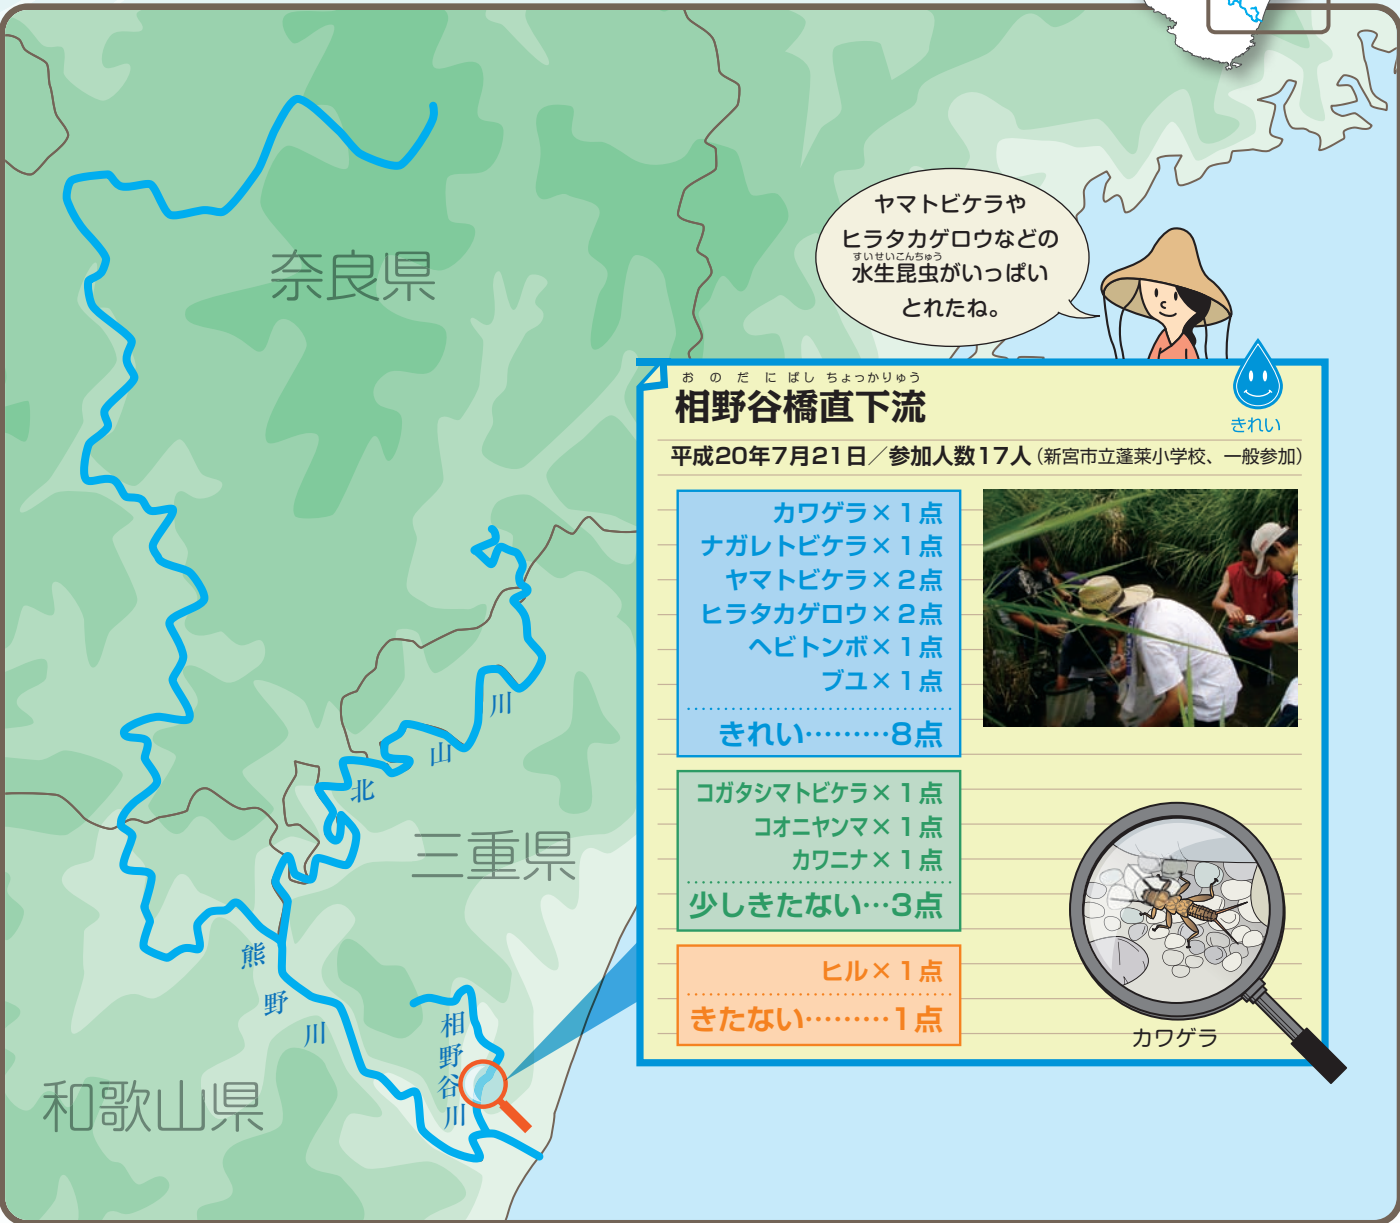 ヤマトビケラや
ヒラタカゲロウなどの
すいせいこんちゅう
水生昆虫がいっぱい
とれたね。
おのだにばしちょっかりゅう
相野谷橋直下流
きれい
平成20年7月21日／参加人数17人（新宮市立蓬莱小学校、一般参加）
カワゲラ×1点
ナガレトビケラ×1点
ヤマトビケラ×2点
ヒラタカゲロウ×2点
ヘビトンボ×1点
ブユ×1点
きれい………8点
コガタシマトビケラ×1点
コオニヤンマ×1点
カワニナ×1点
少しきたない…3点
ヒル×1点
きたない………1点
カワゲラ
奈良県
北山川
三重県
熊野川
相野谷川
和歌山県